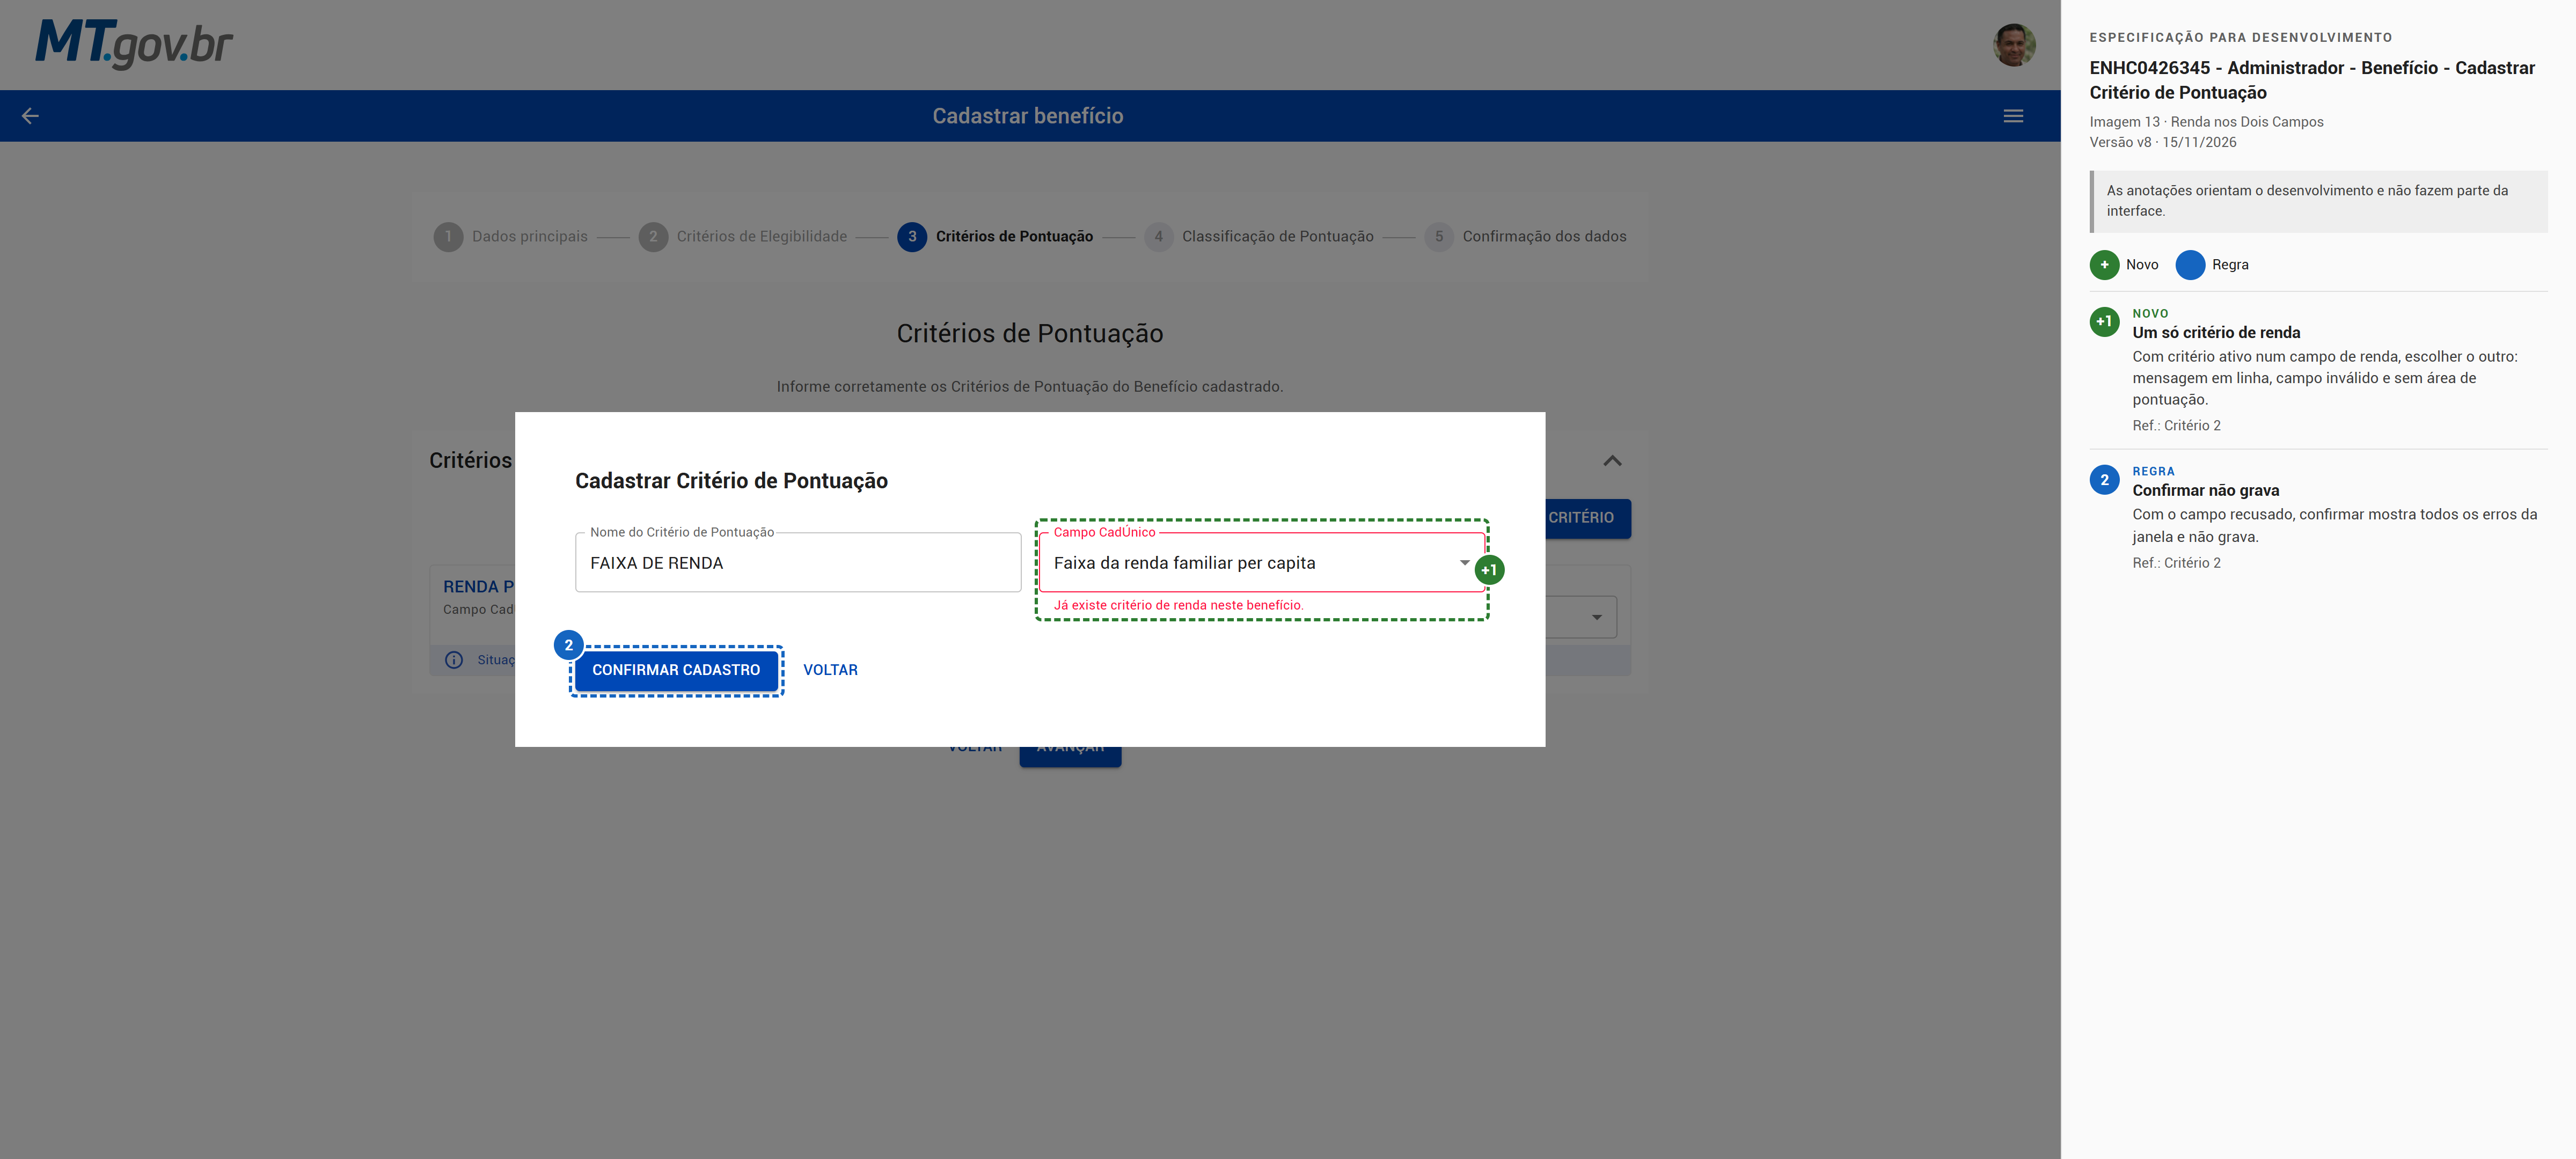 MT.gov.br
Cadastrar benefício
1 Dados principais
2 Critérios de Elegibilidade
3 Critérios de Pontuação
4 Classificação de Pontuação
5 Confirmação dos dados
Critérios de Pontuação
Informe corretamente os Critérios de Pontuação do Benefício cadastrado.
Critérios
CRITÉRIO
RENDA P
Campo Cad
Situaç
Cadastrar Critério de Pontuação
Nome do Critério de Pontuação
FAIXA DE RENDA
Campo CadÚnico
Faixa da renda familiar per capita
+1
Já existe critério de renda neste benefício.
2
CONFIRMAR CADASTRO
VOLTAR
VOLTAR
AVANÇAR
ESPECIFICAÇÃO PARA DESENVOLVIMENTO
ENHC0426345 - Administrador - Benefício - Cadastrar
Critério de Pontuação
Imagem 13 · Renda nos Dois Campos
Versão v8 · 15/11/2026
As anotações orientam o desenvolvimento e não fazem parte da
interface.
+ Novo
Regra
+1 NOVO
Um só critério de renda
Com critério ativo num campo de renda, escolher o outro:
mensagem em linha, campo inválido e sem área de
pontuação.
Ref.: Critério 2
2 REGRA
Confirmar não grava
Com o campo recusado, confirmar mostra todos os erros da
janela e não grava.
Ref.: Critério 2